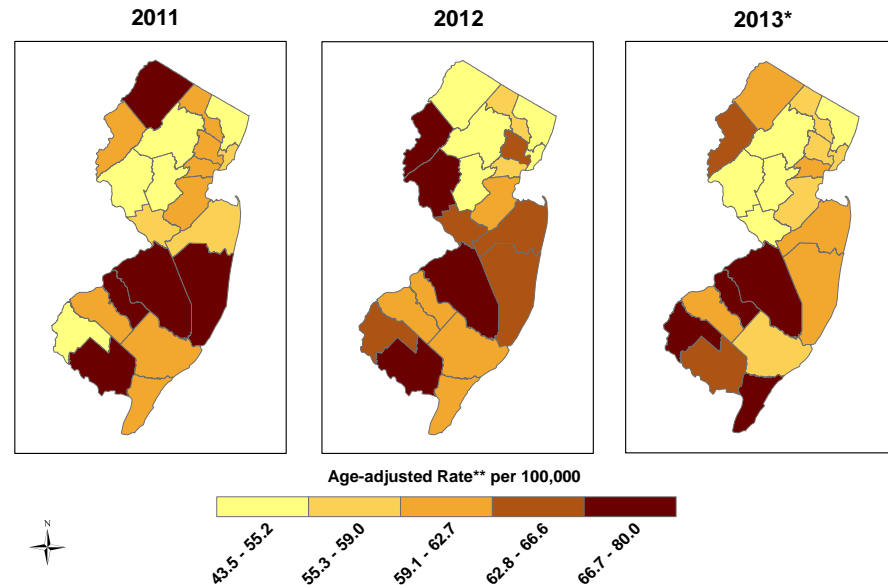 2011 2012 2013*
Age-adjusted Rate** per 100,000
43.5 - 55.2 55.3 - 59.0 59.1 - 62.7 62.8 - 66.6 66.7 - 80.0
N